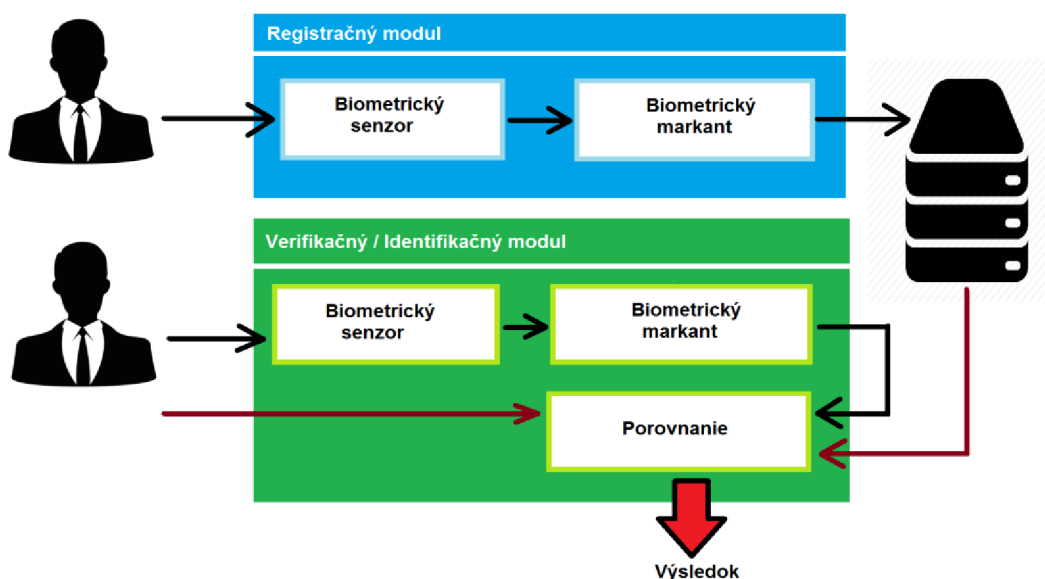 Registračný modul
Biometrický
senzor
Biometrický
markant
Verifikačný / Identifikačný modul
Biometrický
senzor
Biometrický
markant
Porovnanie
Výsledok